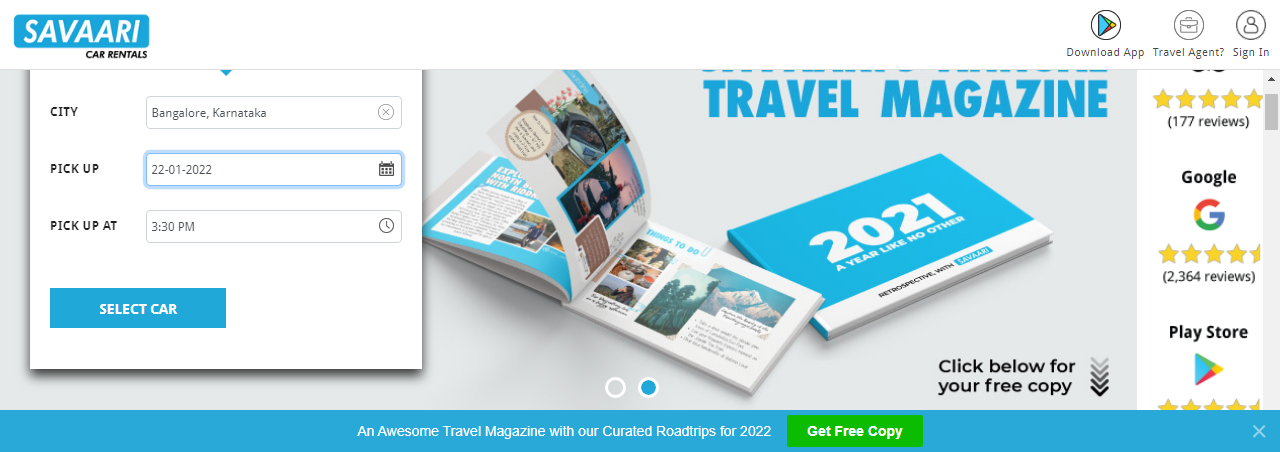 SAVAARI
CAR RENTALS
Download App
Travel Agent?
Sign In
CITY
Bangalore, Karnataka
PICK UP
22-01-2022
PICK UP AT
3:30 PM
SELECT CAR
TRAVEL MAGAZINE
THINGS TO DO
2021
A YEAR LIKE NO OTHER
RETROSPECTIVE, WITH SAVAARI
Click below for
your free copy
(177 reviews)
Google
(2,364 reviews)
Play Store
An Awesome Travel Magazine with our Curated Roadtrips for 2022
Get Free Copy